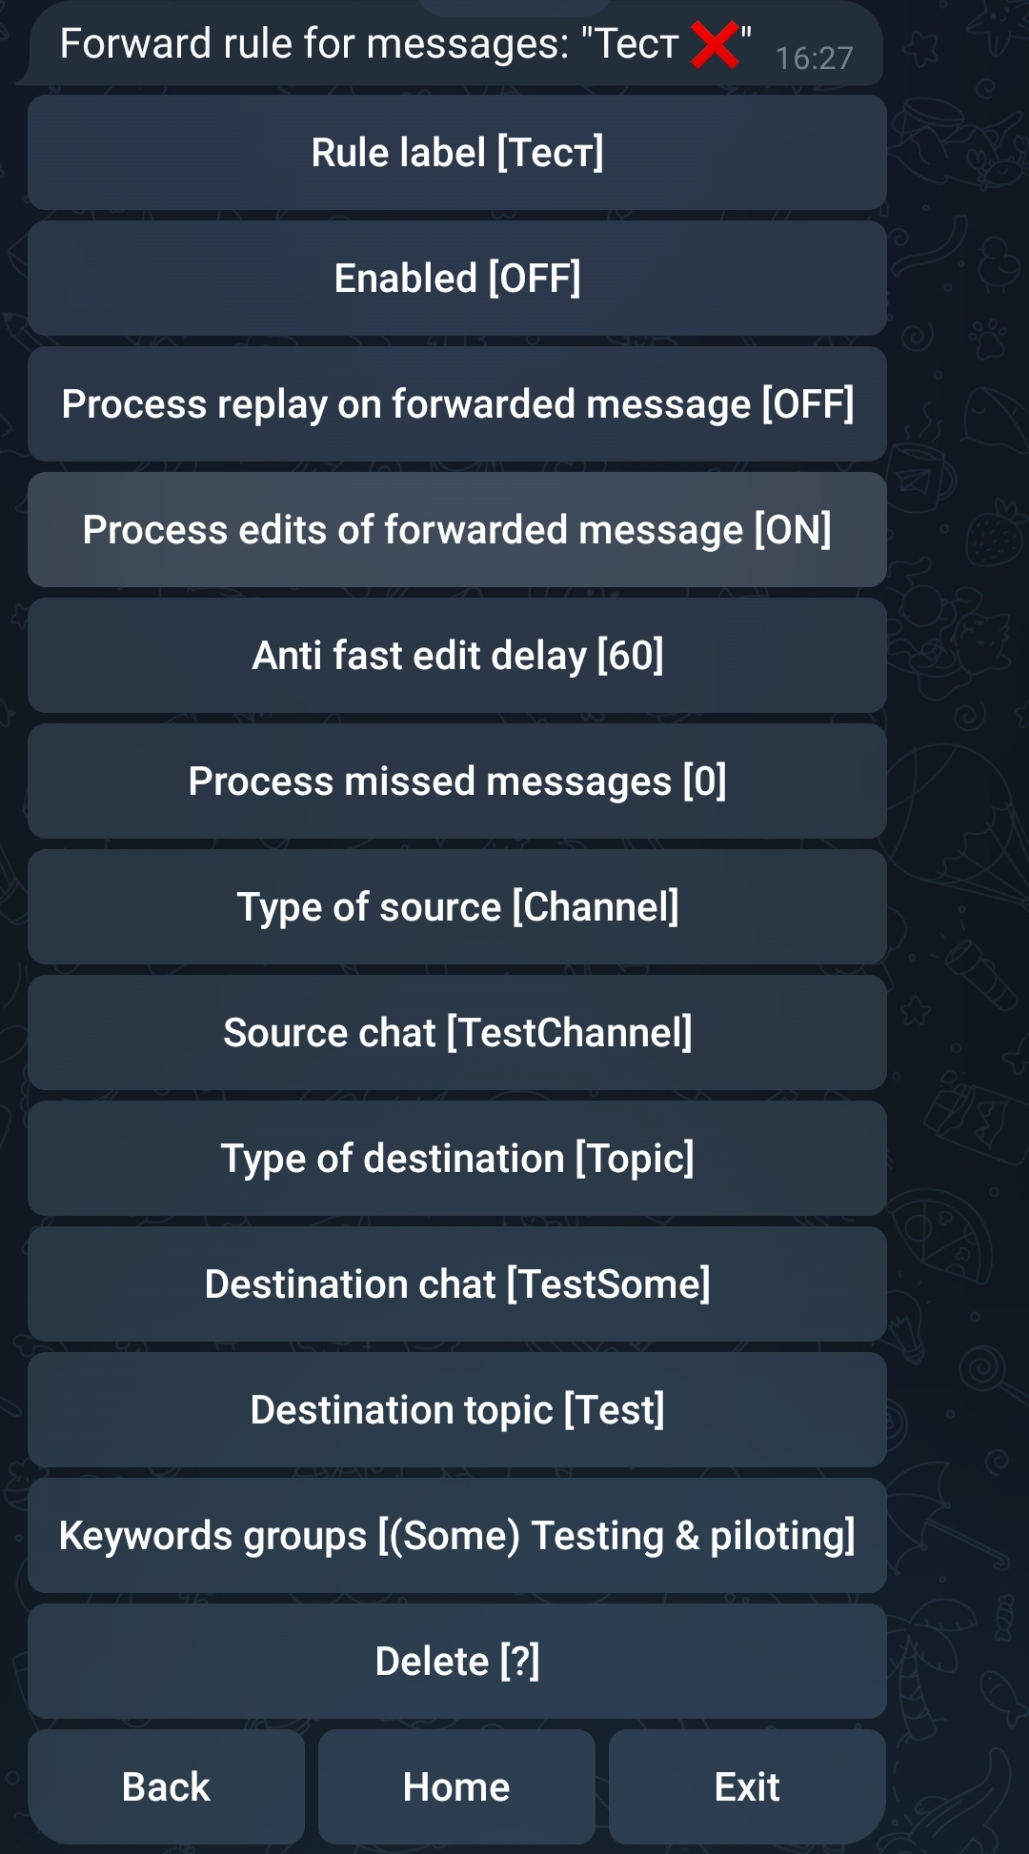 Forward rule for messages: "Тест ❌" 16:27
Rule label [Тест]
Enabled [OFF]
Process replay on forwarded message [OFF]
Process edits of forwarded message [ON]
Anti fast edit delay [60]
Process missed messages [0]
Type of source [Channel]
Source chat [TestChannel]
Type of destination [Topic]
Destination chat [TestSome]
Destination topic [Test]
Keywords groups [(Some) Testing & piloting]
Delete [?]
Back Home Exit